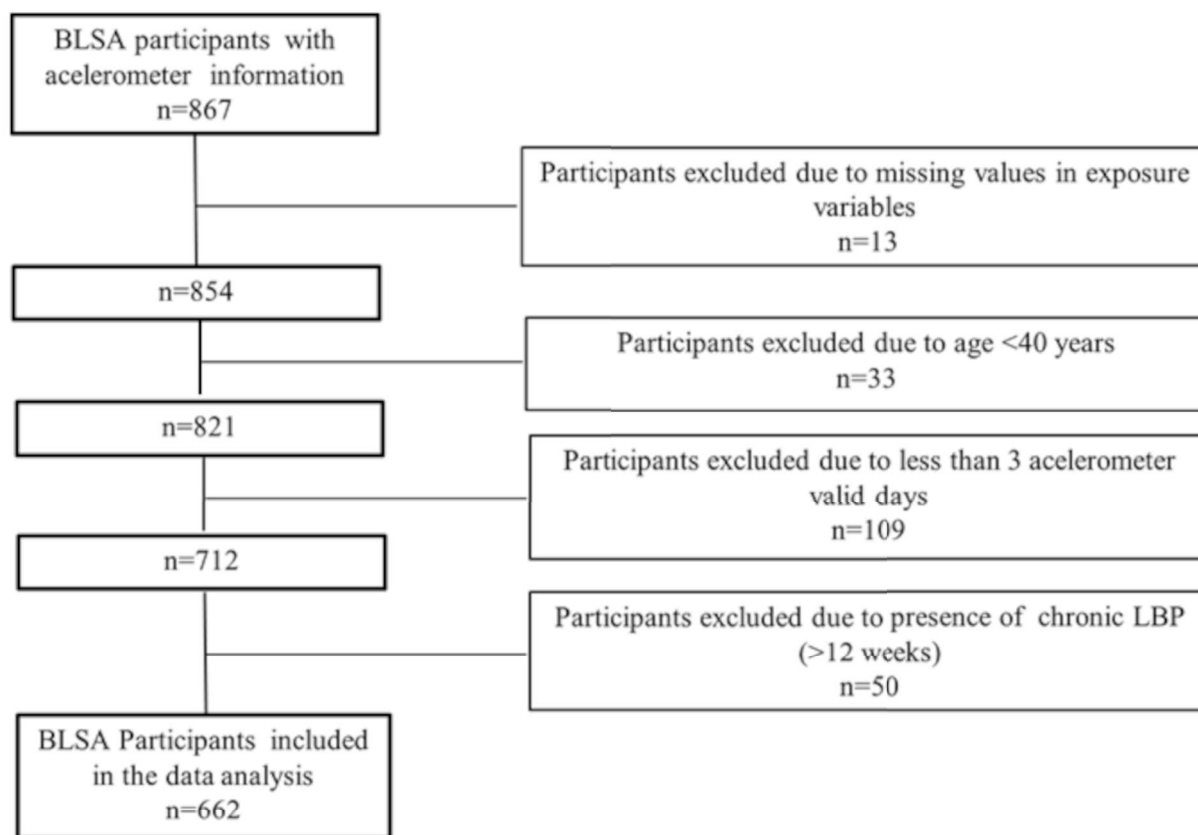 BLSA participants with
acelerometer information
n=867
Participants excluded due to missing values in exposure
variables
n=13
n=854
Participants excluded due to age <40 years
n=33
n=821
Participants excluded due to less than 3 acelerometer
valid days
n=109
n=712
Participants excluded due to presence of chronic LBP
(>12 weeks)
n=50
BLSA Participants included
in the data analysis
n=662